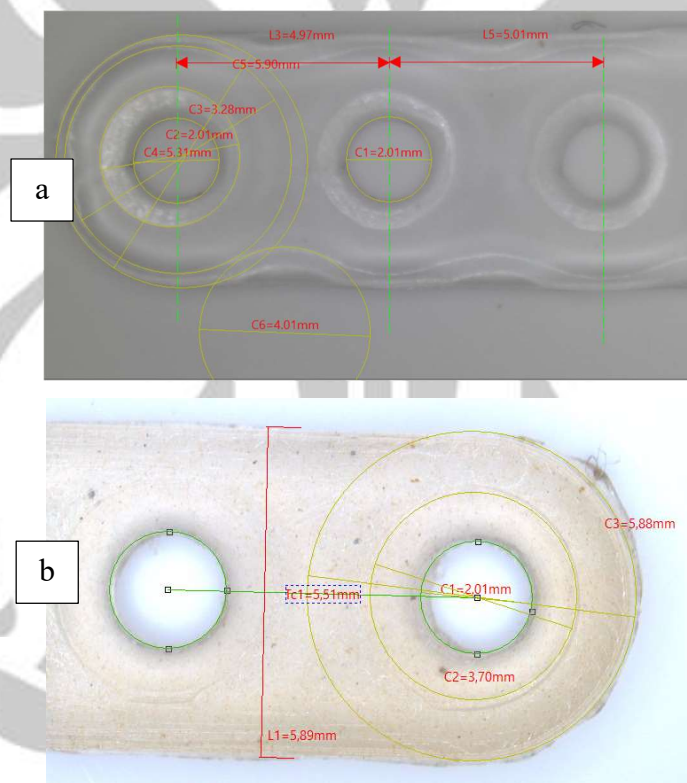 L3=4.97mm
L5=5.01mm
C5=5.90mm
C3=3.28mm
C2=2.01mm
C4=5.31mm
C1=2.01mm
a
C6=4.01mm
C3=5,88mm
b
Tc1=5,51mm
C1=2,01mm
C2=3,70mm
L1=5,89mm